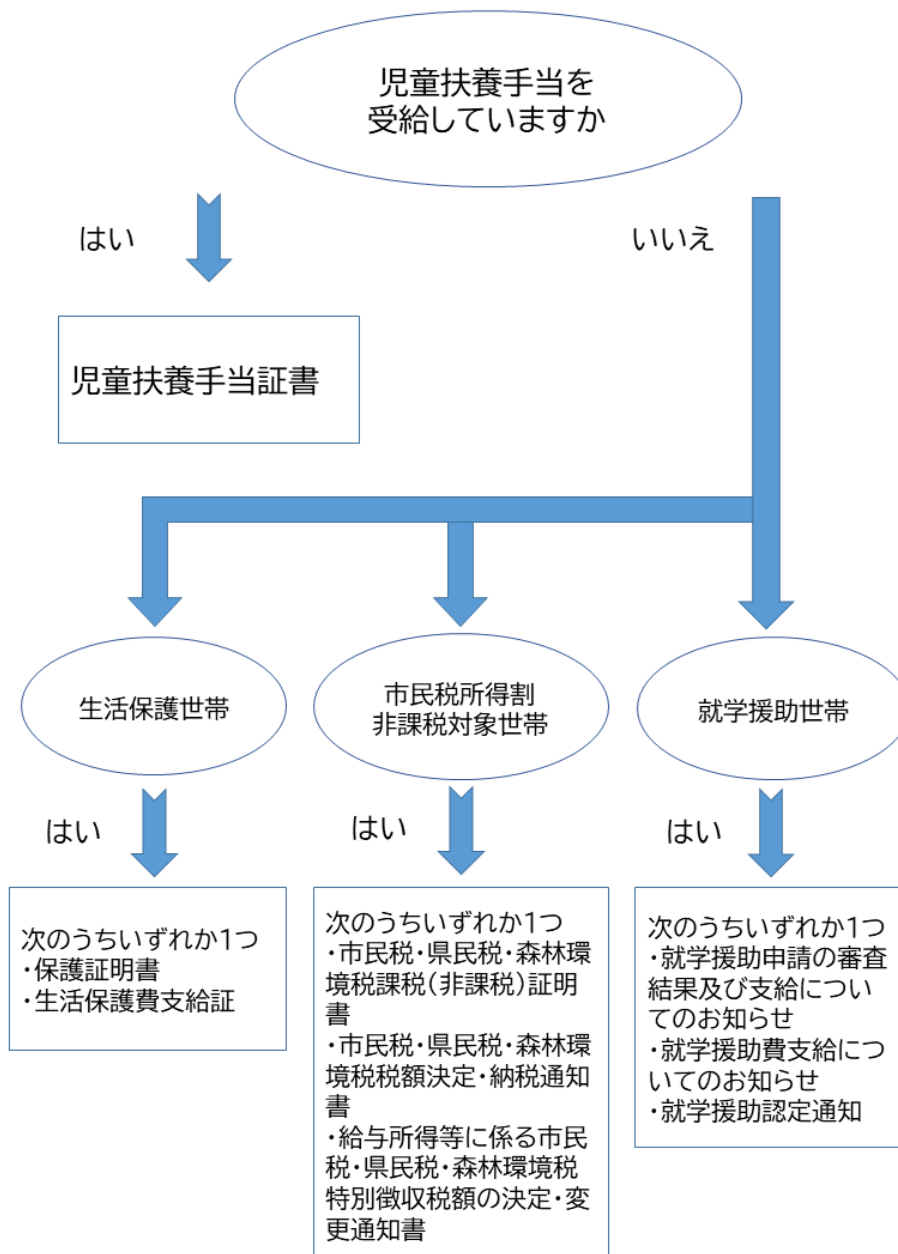 児童扶養手当を
受給していますか
はい
いいえ
児童扶養手当証書
生活保護世帯
市民税所得割
非課税対象世帯
就学援助世帯
はい
はい
はい
次のうちいずれか1つ
・保護証明書
・生活保護費支給証
次のうちいずれか1つ
・市民税・県民税・森林環
境税課税(非課税)証明
書
・市民税・県民税・森林環
境税税額決定・納税通知
書
・給与所得等に係る市民
税・県民税・森林環境税
特別徴収税額の決定・変
更通知書
次のうちいずれか1つ
・就学援助申請の審査
結果及び支給につい
てのお知らせ
・就学援助費支給につ
いてのお知らせ
・就学援助認定通知